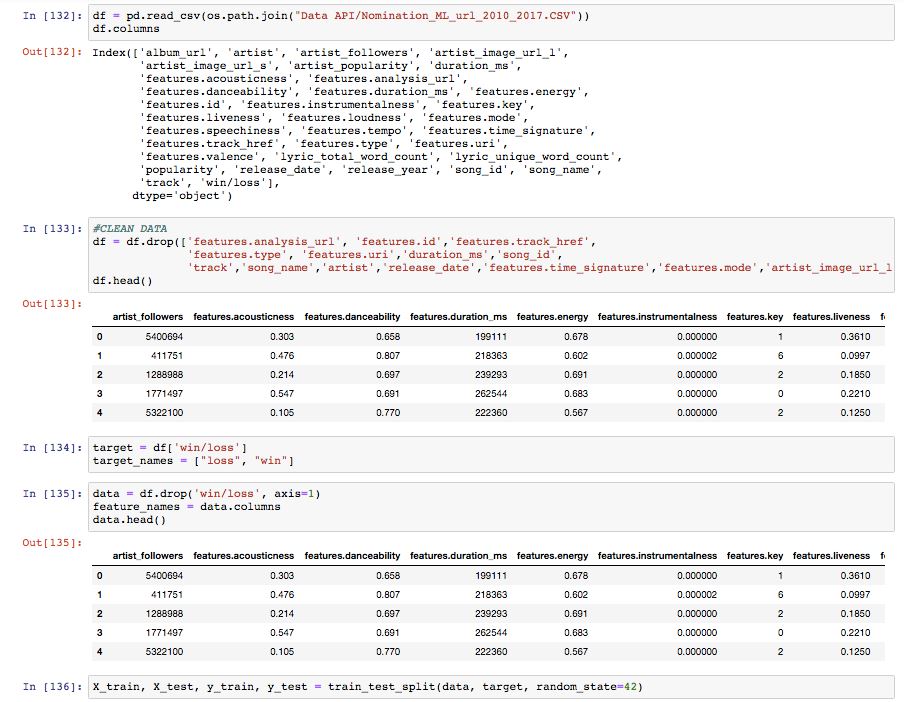 In [132]: df = pd.read_csv(os.path.join("Data API/Nomination_ML_url_2010_2017.CSV"))
df.columns
Out[132]: Index(['album_url', 'artist', 'artist_followers', 'artist_image_url_l',
'artist_image_url_s', 'artist_popularity', 'duration_ms',
'features.acousticness', 'features.analysis_url',
'features.danceability', 'features.duration_ms', 'features.energy',
'features.id', 'features.instrumentalness', 'features.key',
'features.liveness', 'features.loudness', 'features.mode',
'features.speechiness', 'features.tempo', 'features.time_signature',
'features.track_href', 'features.type', 'features.uri',
'features.valence', 'lyric_total_word_count', 'lyric_unique_word_count',
'popularity', 'release_date', 'release_year', 'song_id', 'song_name',
'track', 'win/loss'],
dtype='object')
In [133]: #CLEAN DATA
df = df.drop(['features.analysis_url', 'features.id','features.track_href',
'features.type', 'features.uri','duration_ms','song_id',
'track','song_name','artist','release_date','features.time_signature','features.mode','artist_image_url_l
df.head()
Out[133]:
artist_followers features.acousticness features.danceability features.duration_ms features.energy features.instrumentalness features.key features.liveness f
0 5400694 0.303 0.658 199111 0.678 0.000000 1 0.3610
1 411751 0.476 0.807 218363 0.602 0.000002 6 0.0997
2 1288988 0.214 0.697 239293 0.691 0.000000 2 0.1850
3 1771497 0.547 0.691 262544 0.683 0.000000 0 0.2210
4 5322100 0.105 0.770 222360 0.567 0.000000 2 0.1250
In [134]: target = df['win/loss']
target_names = ["loss", "win"]
In [135]: data = df.drop('win/loss', axis=1)
feature_names = data.columns
data.head()
Out[135]:
artist_followers features.acousticness features.danceability features.duration_ms features.energy features.instrumentalness features.key features.liveness f
0 5400694 0.303 0.658 199111 0.678 0.000000 1 0.3610
1 411751 0.476 0.807 218363 0.602 0.000002 6 0.0997
2 1288988 0.214 0.697 239293 0.691 0.000000 2 0.1850
3 1771497 0.547 0.691 262544 0.683 0.000000 0 0.2210
4 5322100 0.105 0.770 222360 0.567 0.000000 2 0.1250
In [136]: X_train, X_test, y_train, y_test = train_test_split(data, target, random_state=42)